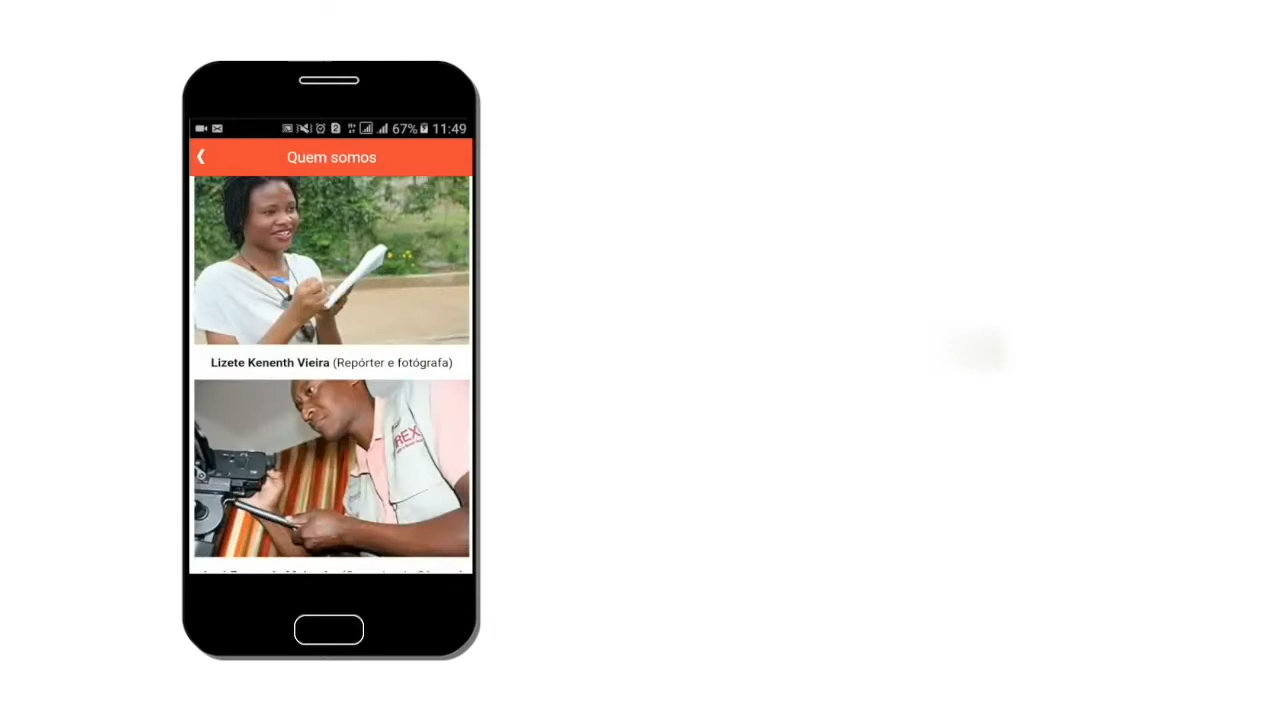 67% 11:49
Quem somos
Lizete Kenenth Vieira (Repórter e fotógrafa)
REX